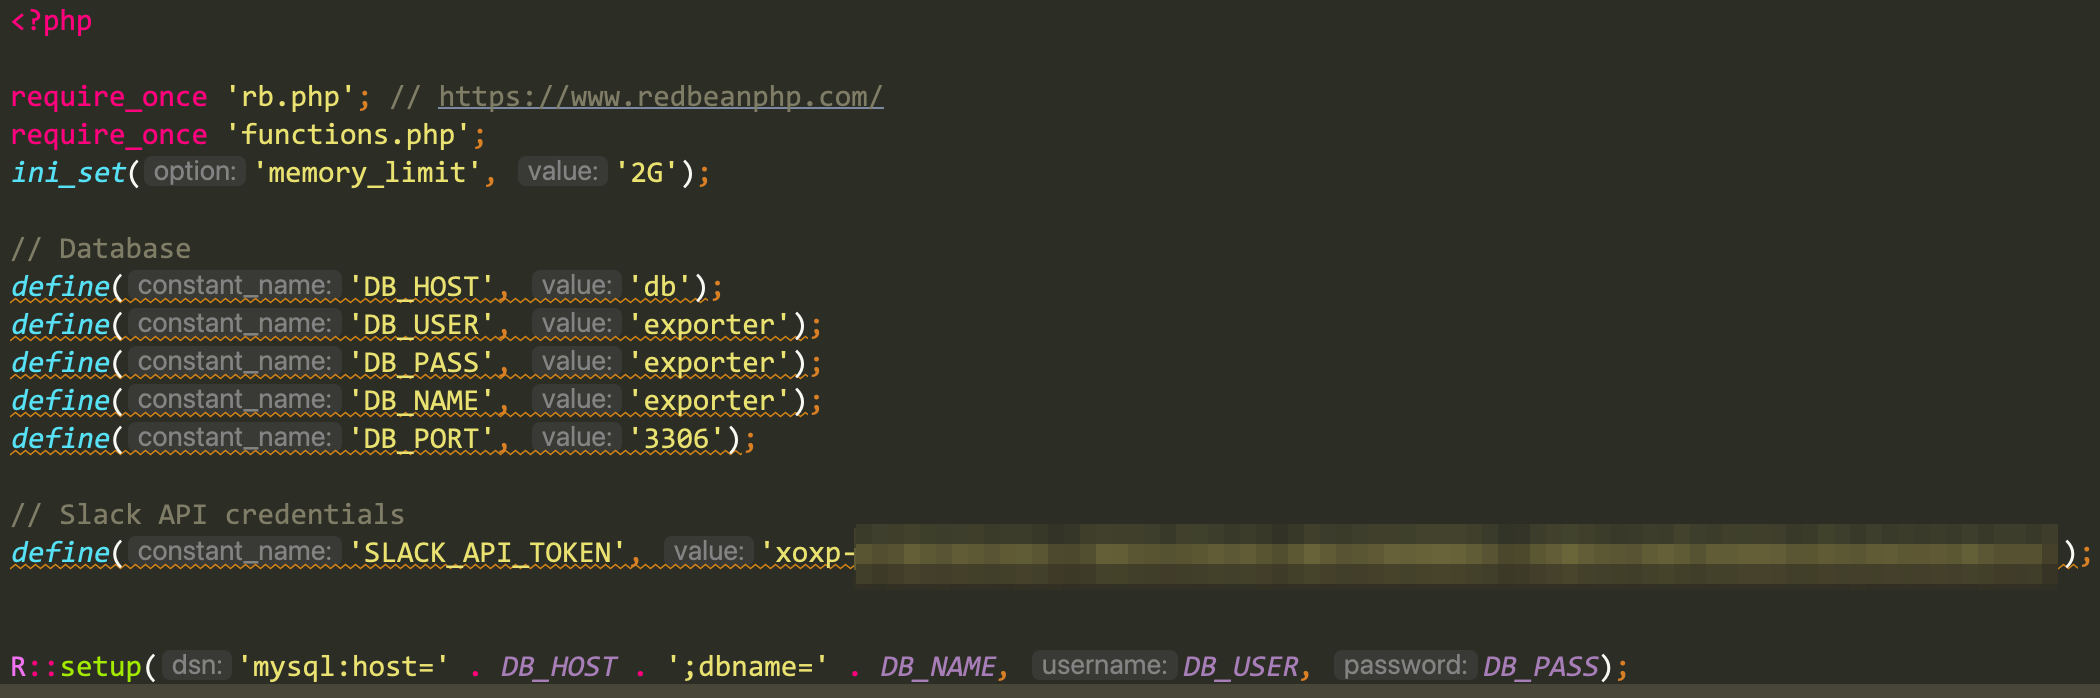 <?php
require_once 'rb.php'; // https://www.redbeanphp.com/
require_once 'functions.php';
ini_set( option: 'memory_limit', value: '2G');
// Database
define( constant_name: 'DB_HOST', value: 'db');
define( constant_name: 'DB_USER', value: 'exporter');
define( constant_name: 'DB_PASS', value: 'exporter');
define( constant_name: 'DB_NAME', value: 'exporter');
define( constant_name: 'DB_PORT', value: '3306');
// Slack API credentials
define( constant_name: 'SLACK_API_TOKEN', value: 'xoxp- );
R::setup( dsn: 'mysql:host=' . DB_HOST . ';dbname=' . DB_NAME, username: DB_USER, password: DB_PASS);